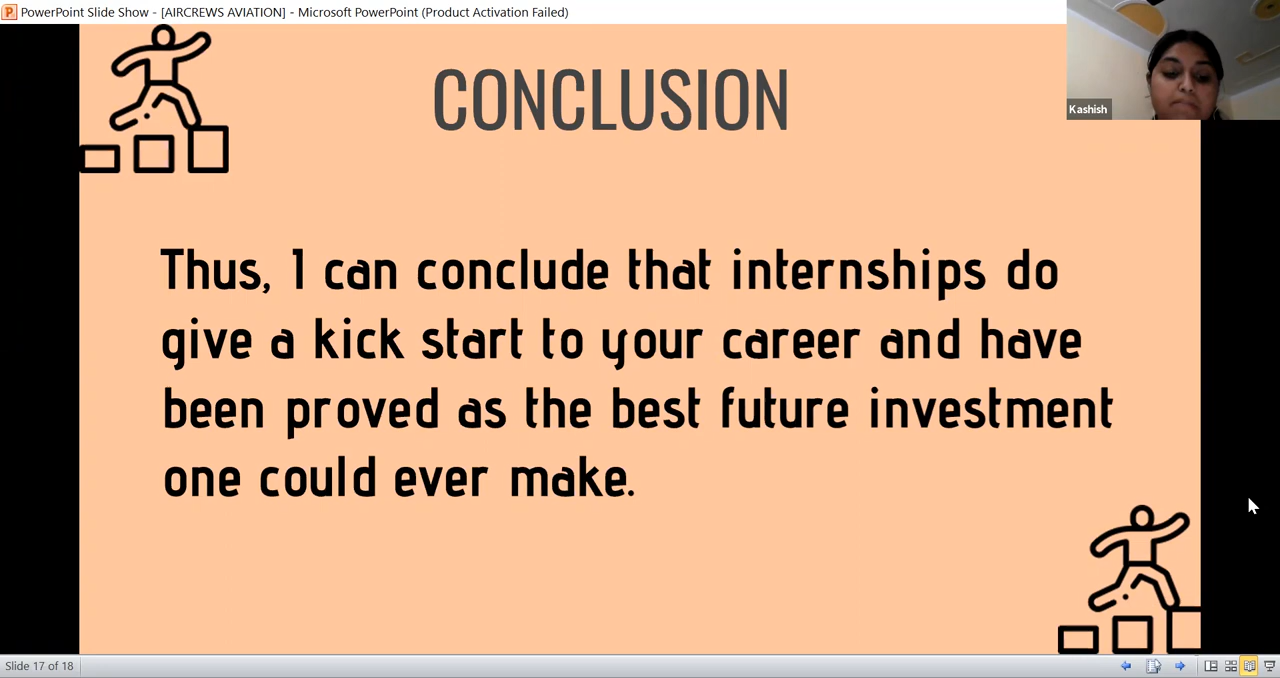 PowerPoint Slide Show - [AIRCREWS AVIATION] - Microsoft PowerPoint (Product Activation Failed)
Kashish
CONCLUSION
Thus, I can conclude that internships do
give a kick start to your career and have
been proved as the best future investment
one could ever make.
Slide 17 of 18